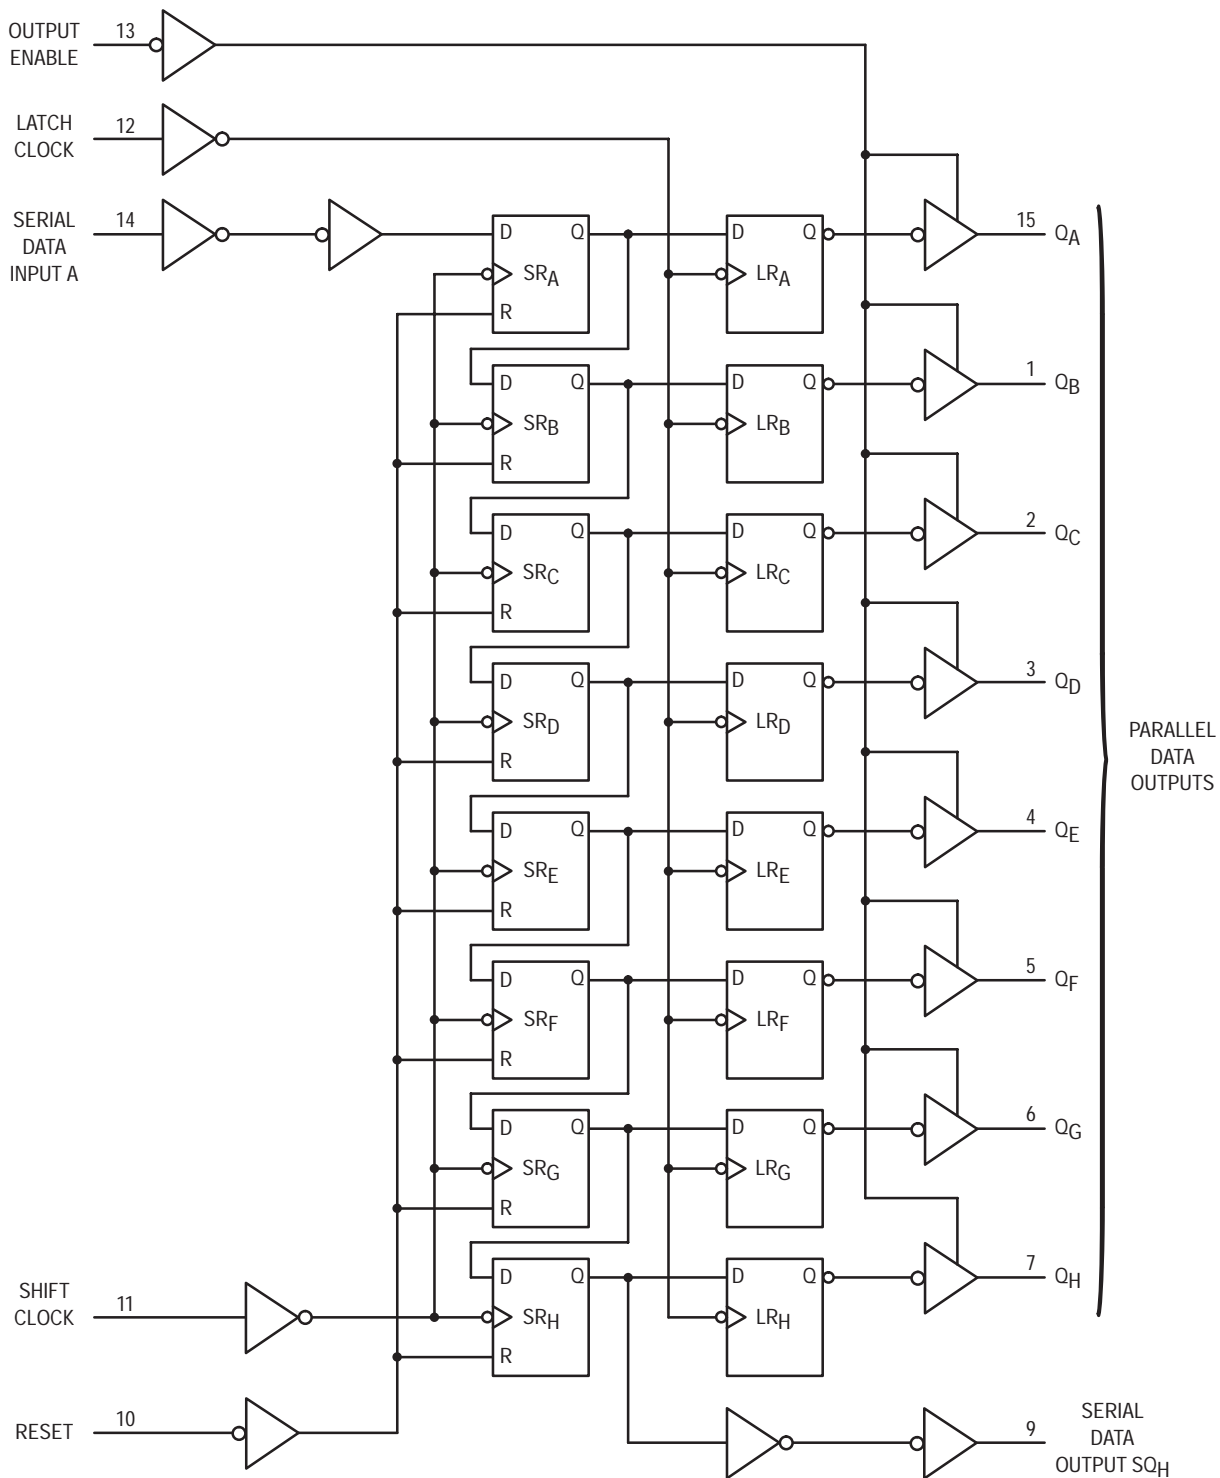 OUTPUT
ENABLE
13
LATCH
CLOCK
12
SERIAL
DATA
INPUT A
14
D Q
SRA
R
D Q
LRA
15 QA
D Q
SRB
R
D Q
LRB
1 QB
D Q
SRC
R
D Q
LRC
2 QC
D Q
SRD
R
D Q
LRD
3 QD
PARALLEL
DATA
OUTPUTS
D Q
SRE
R
D Q
LRE
4 QE
D Q
SRF
R
D Q
LRF
5 QF
D Q
SRG
R
D Q
LRG
6 QG
SHIFT
CLOCK
11
D Q
SRH
R
D Q
LRH
7 QH
RESET
10
9
SERIAL
DATA
OUTPUT SQH